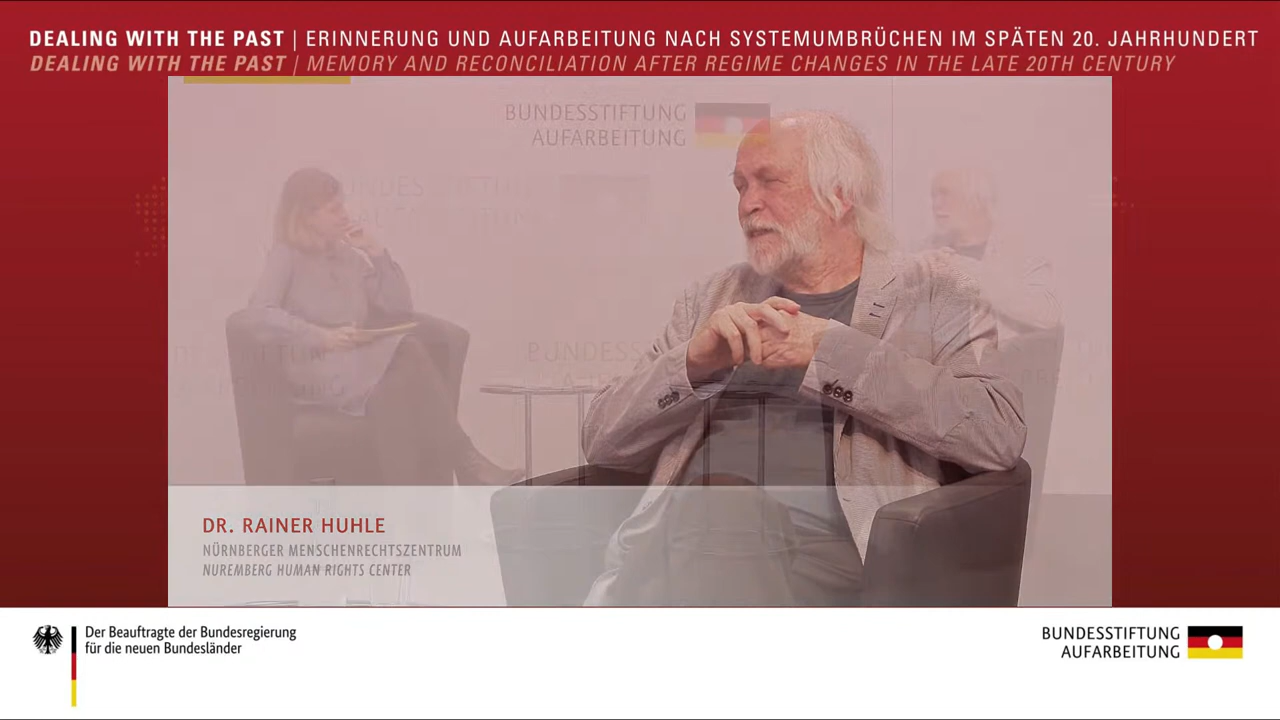 DEALING WITH THE PAST | ERINNERUNG UND AUFARBEITUNG NACH SYSTEMUMBRÜCHEN IM SPÄTEN 20. JAHRHUNDERT
DEALING WITH THE PAST | MEMORY AND RECONCILIATION AFTER REGIME CHANGES IN THE LATE 20TH CENTURY
BUNDESSTIFTUNG
AUFARBEITUNG
DR. RAINER HUHLE
NÜRNBERGER MENSCHENRECHTSZENTRUM
NUREMBERG HUMAN RIGHTS CENTER
Der Beauftragte der Bundesregierung
für die neuen Bundesländer
BUNDESSTIFTUNG
AUFARBEITUNG